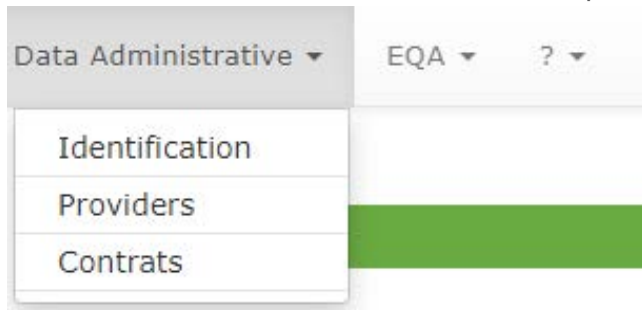 Data Administrative EQA ?
Identification
Providers
Contrats